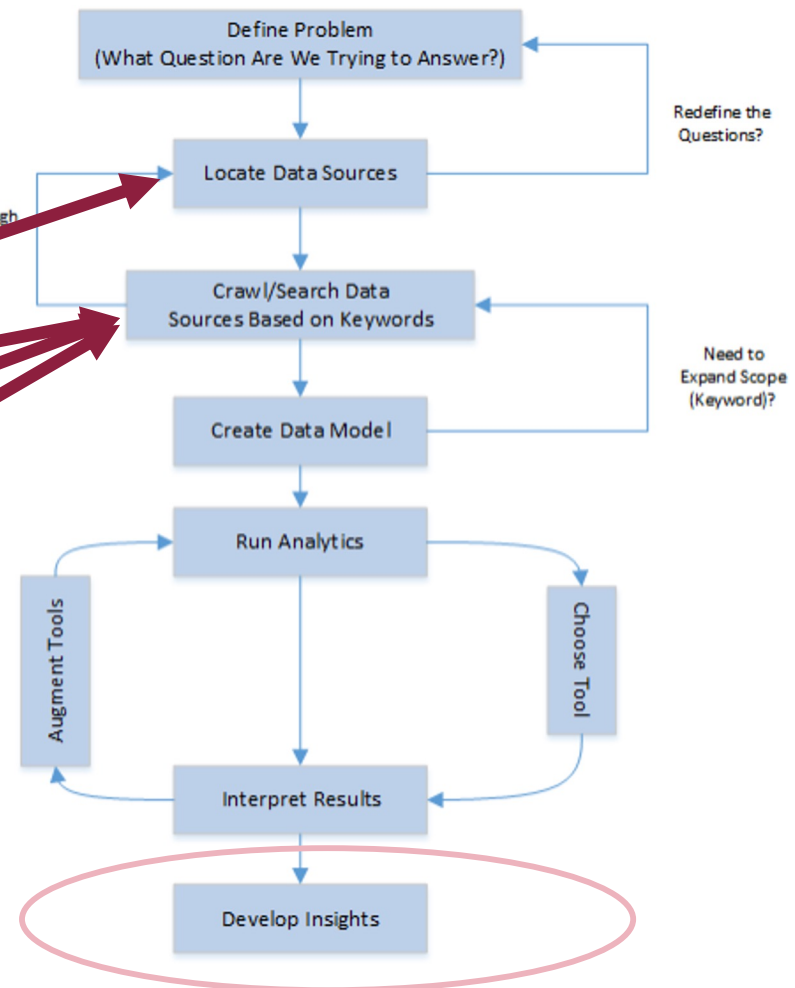 Define Problem
(What Question Are We Trying to Answer?)
Redefine the
Questions?
Locate Data Sources
gh
Crawl/Search Data
Sources Based on Keywords
Need to
Expand Scope
(Keyword)?
Create Data Model
Run Analytics
Augment Tools
Choose Tool
Interpret Results
Develop Insights